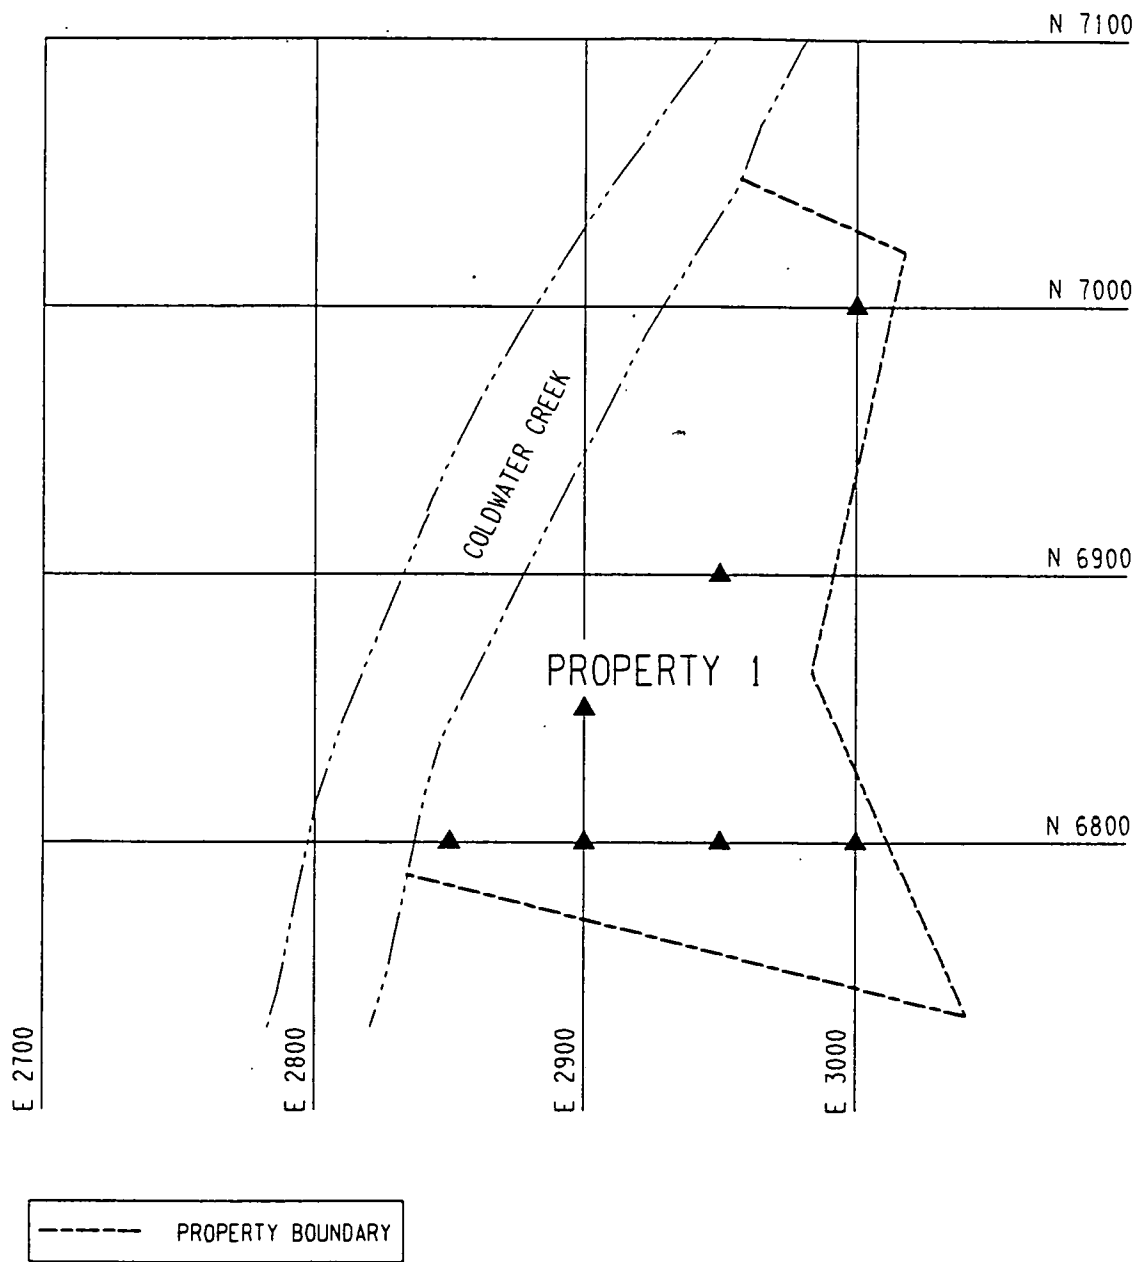 N 7100
N 7000
COLDWATER CREEK
N 6900
PROPERTY 1
N 6800
E 2700
E 2800
E 2900
E 3000
PROPERTY BOUNDARY